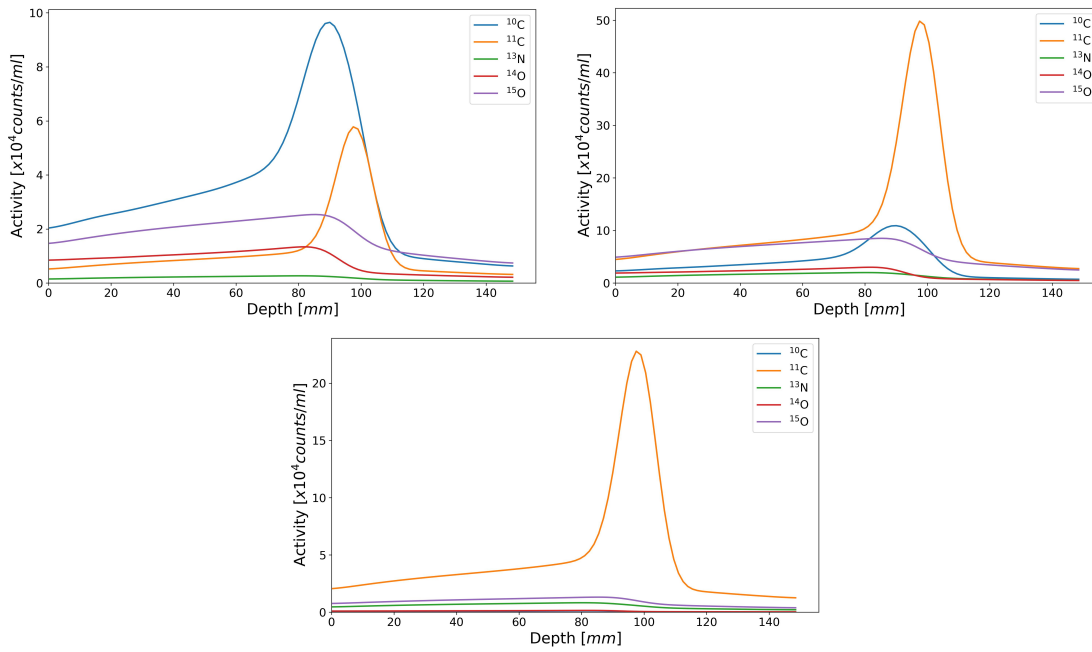 Activity [x10⁴counts/ml]
10
8
6
4
2
0
0 20 40 60 80 100 120 140
Depth [mm]
¹⁰C
¹¹C
¹³N
¹⁴O
¹⁵O
Activity [x10⁴counts/ml]
50
40
30
20
10
0
0 20 40 60 80 100 120 140
Depth [mm]
¹⁰C
¹¹C
¹³N
¹⁴O
¹⁵O
Activity [x10⁴counts/ml]
20
15
10
5
0
0 20 40 60 80 100 120 140
Depth [mm]
¹⁰C
¹¹C
¹³N
¹⁴O
¹⁵O